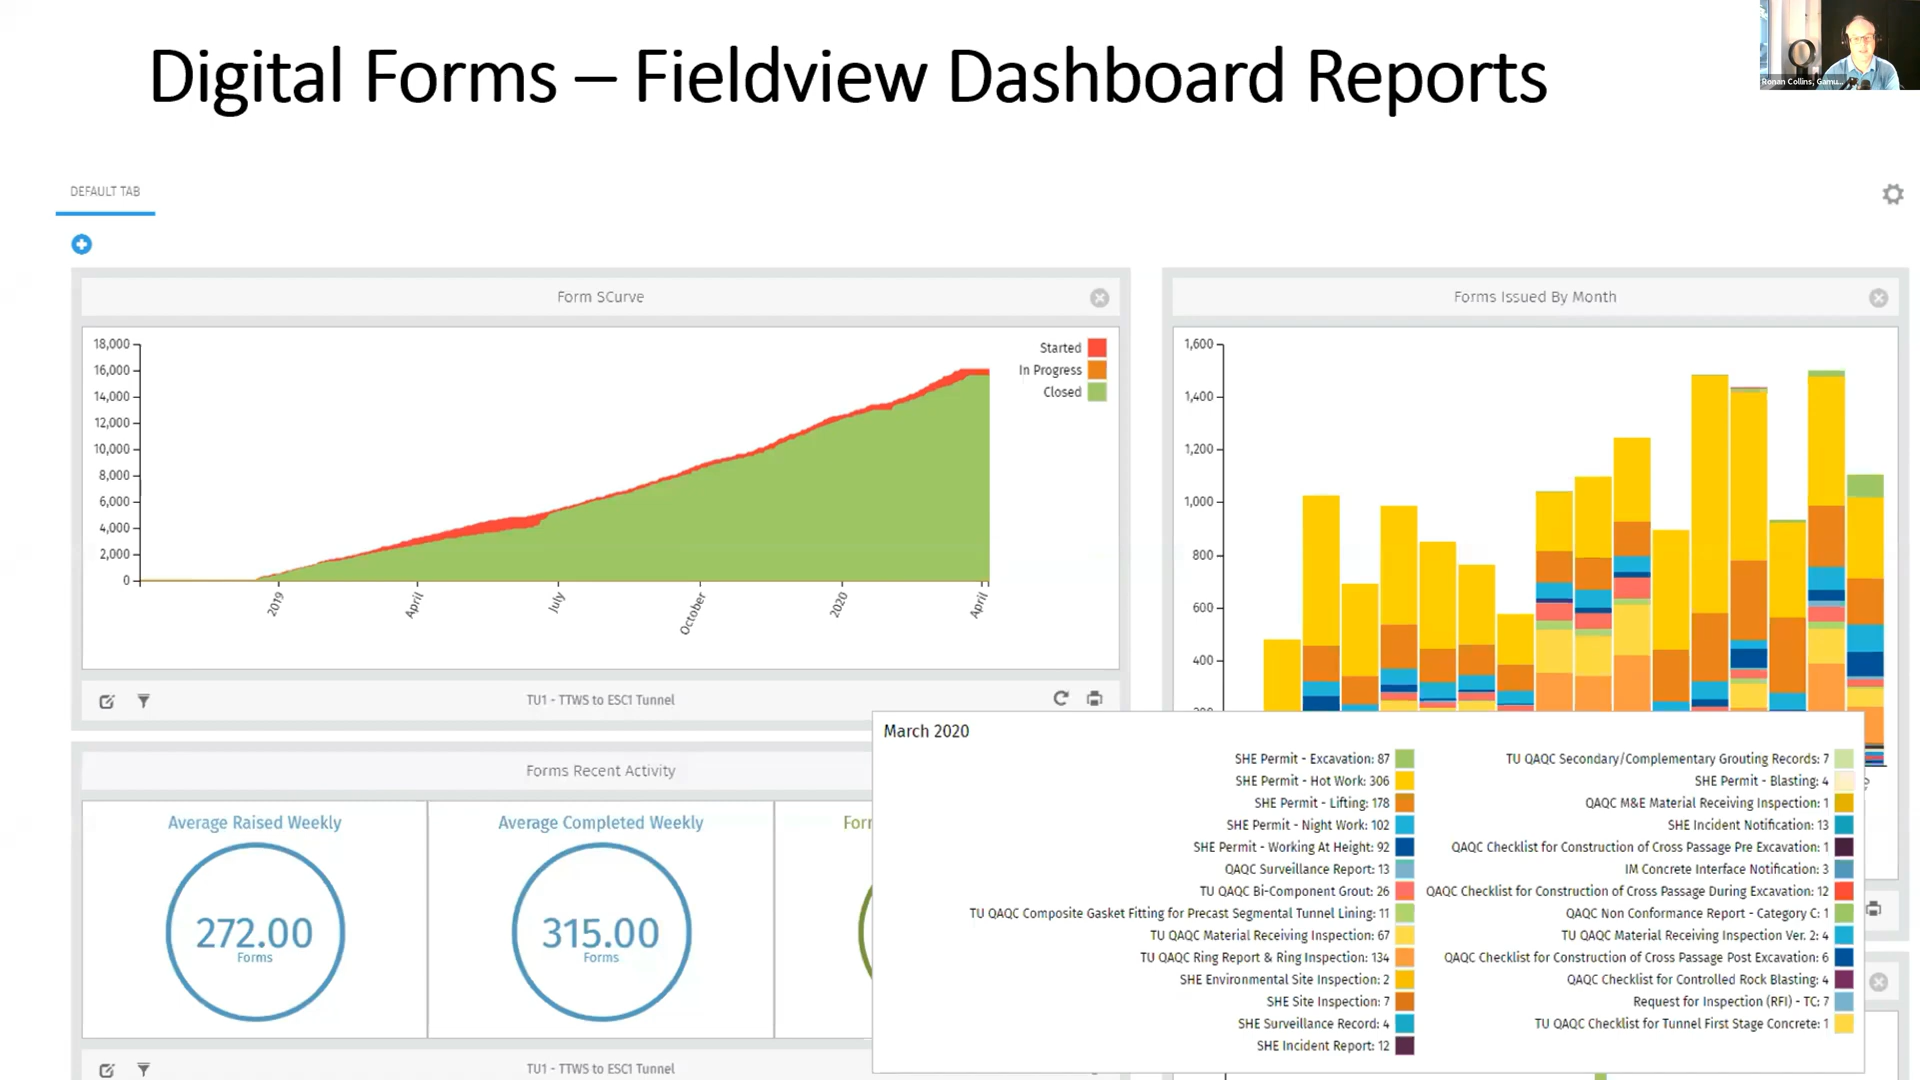 Digital Forms – Fieldview Dashboard Reports
Ronan Collins, Gamu...
DEFAULT TAB
Form SCurve
18,000
16,000
14,000
12,000
10,000
8,000
6,000
4,000
2,000
0
2019
April
July
October
2020
April
Started
In Progress
Closed
TU1 - TTWS to ESC1 Tunnel
Forms Issued By Month
1,600
1,400
1,200
1,000
800
600
400
200
Forms Recent Activity
Average Raised Weekly
272.00
Forms
Average Completed Weekly
315.00
Forms
For
TU1 - TTWS to ESC1 Tunnel
March 2020
SHE Permit - Excavation: 87
SHE Permit - Hot Work: 306
SHE Permit - Lifting: 178
SHE Permit - Night Work: 102
SHE Permit - Working At Height: 92
QAQC Surveillance Report: 13
TU QAQC Bi-Component Grout: 26
TU QAQC Composite Gasket Fitting for Precast Segmental Tunnel Lining: 11
TU QAQC Material Receiving Inspection: 67
TU QAQC Ring Report & Ring Inspection: 134
SHE Environmental Site Inspection: 2
SHE Site Inspection: 7
SHE Surveillance Record: 4
SHE Incident Report: 12
TU QAQC Secondary/Complementary Grouting Records: 7
SHE Permit - Blasting: 4
QAQC M&E Material Receiving Inspection: 1
SHE Incident Notification: 13
QAQC Checklist for Construction of Cross Passage Pre Excavation: 1
IM Concrete Interface Notification: 3
QAQC Checklist for Construction of Cross Passage During Excavation: 12
QAQC Non Conformance Report - Category C: 1
TU QAQC Material Receiving Inspection Ver. 2: 4
QAQC Checklist for Construction of Cross Passage Post Excavation: 6
QAQC Checklist for Controlled Rock Blasting: 4
Request for Inspection (RFI) - TC: 7
TU QAQC Checklist for Tunnel First Stage Concrete: 1